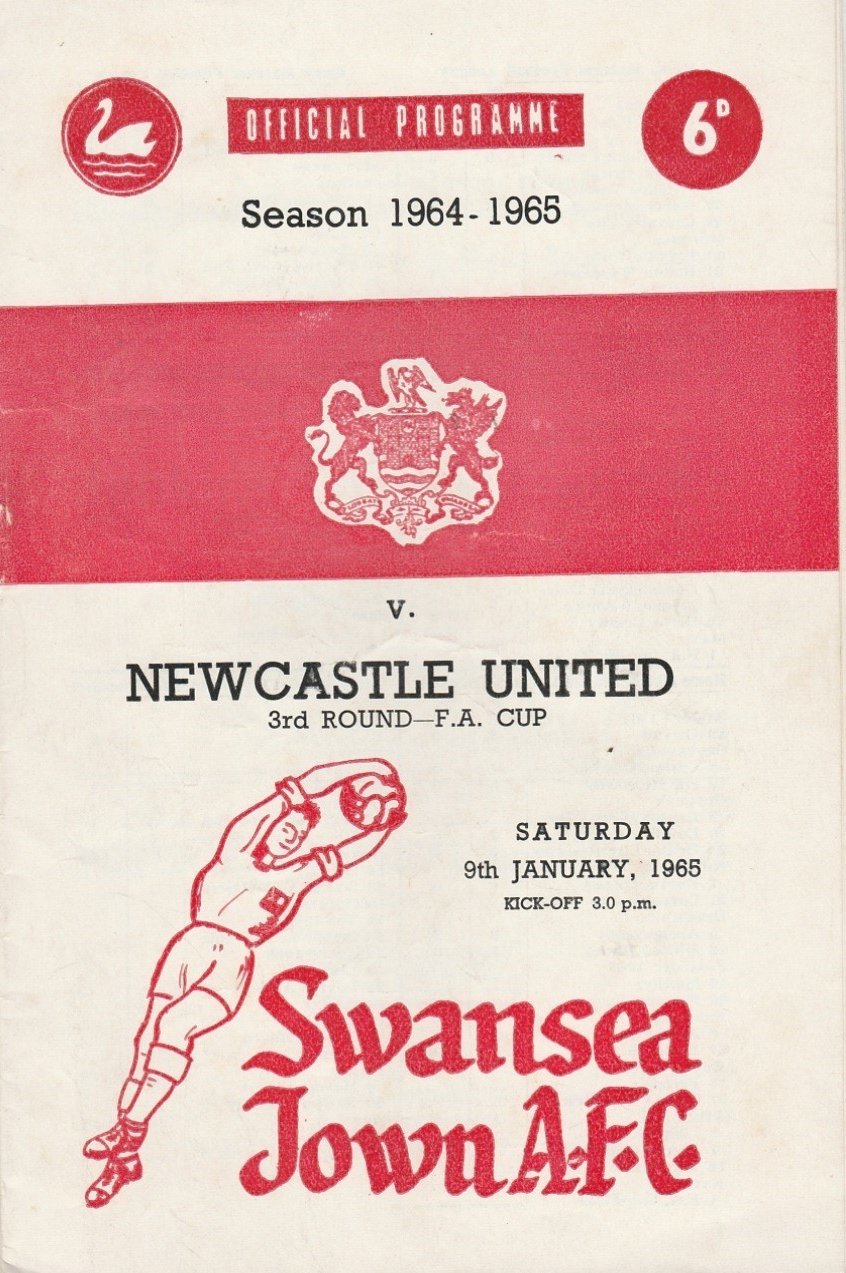 OFFICIAL PROGRAMME
6D
Season 1964-1965
V.
NEWCASTLE UNITED
3rd ROUND—F.A. CUP
SATURDAY
9th JANUARY, 1965
KICK-OFF 3.0 p.m.
Swansea
Town A.F.C.